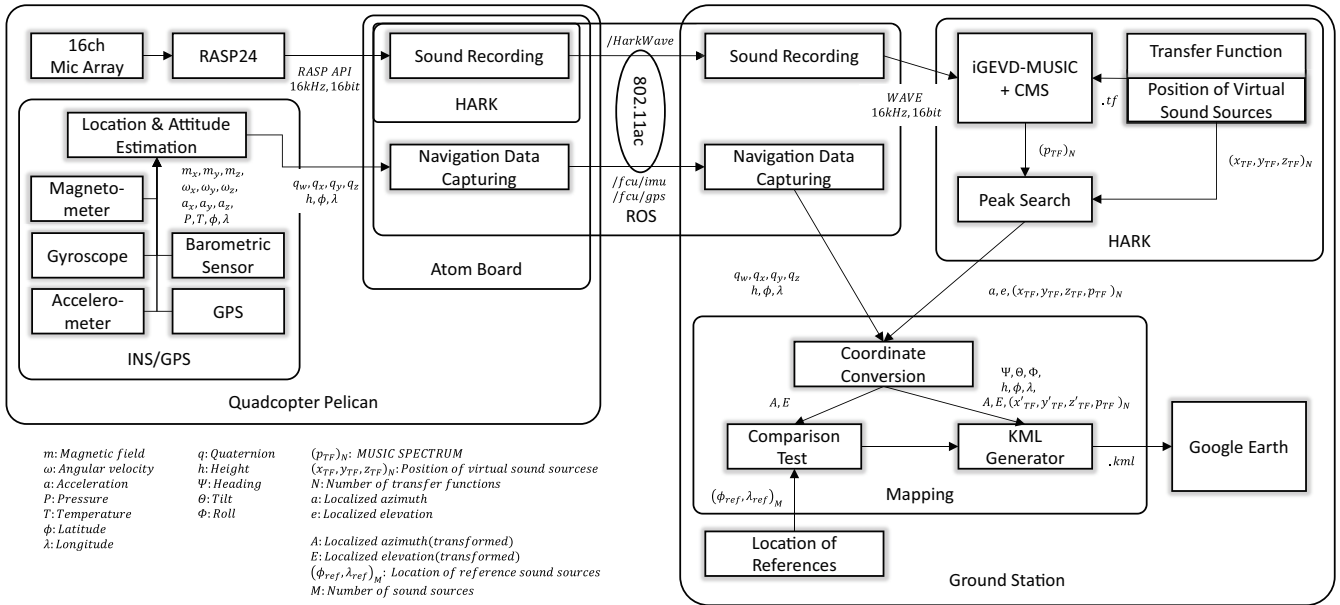 16ch
Mic Array
RASP24
RASP API
16kHz, 16bit
Sound Recording
HARK
/HarkWave
802.11ac
Sound Recording
WAVE
16kHz, 16bit
iGEVD-MUSIC
+ CMS
.tf
Transfer Function
Position of Virtual
Sound Sources
(p_TF)_N
(x_TF, y_TF, z_TF)_N
Peak Search
HARK
Location & Attitude
Estimation
m_x, m_y, m_z,
ω_x, ω_y, ω_z,
a_x, a_y, a_z,
P, T, ϕ, λ
Magneto-
meter
Gyroscope
Barometric
Sensor
Accelero-
meter
GPS
INS/GPS
q_w, q_x, q_y, q_z
h, ϕ, λ
Navigation Data
Capturing
Atom Board
/fcu/imu
/fcu/gps
ROS
Navigation Data
Capturing
Quadcopter Pelican
q_w, q_x, q_y, q_z
h, ϕ, λ
a, e, (x_TF, y_TF, z_TF, p_TF)_N
Coordinate
Conversion
A, E
Ψ, Θ, Φ,
h, ϕ, λ,
A, E, (x'_TF, y'_TF, z'_TF, p_TF)_N
Comparison
Test
KML
Generator
.kml
Google Earth
Mapping
(ϕ_ref, λ_ref)_M
Location of
References
Ground Station
m: Magnetic field
ω: Angular velocity
a: Acceleration
P: Pressure
T: Temperature
ϕ: Latitude
λ: Longitude
q: Quaternion
h: Height
Ψ: Heading
Θ: Tilt
Φ: Roll
(p_TF)_N: MUSIC SPECTRUM
(x_TF, y_TF, z_TF)_N: Position of virtual sound sourcese
N: Number of transfer functions
a: Localized azimuth
e: Localized elevation
A: Localized azimuth(transformed)
E: Localized elevation(transformed)
(ϕ_ref, λ_ref)_M: Location of reference sound sources
M: Number of sound sources